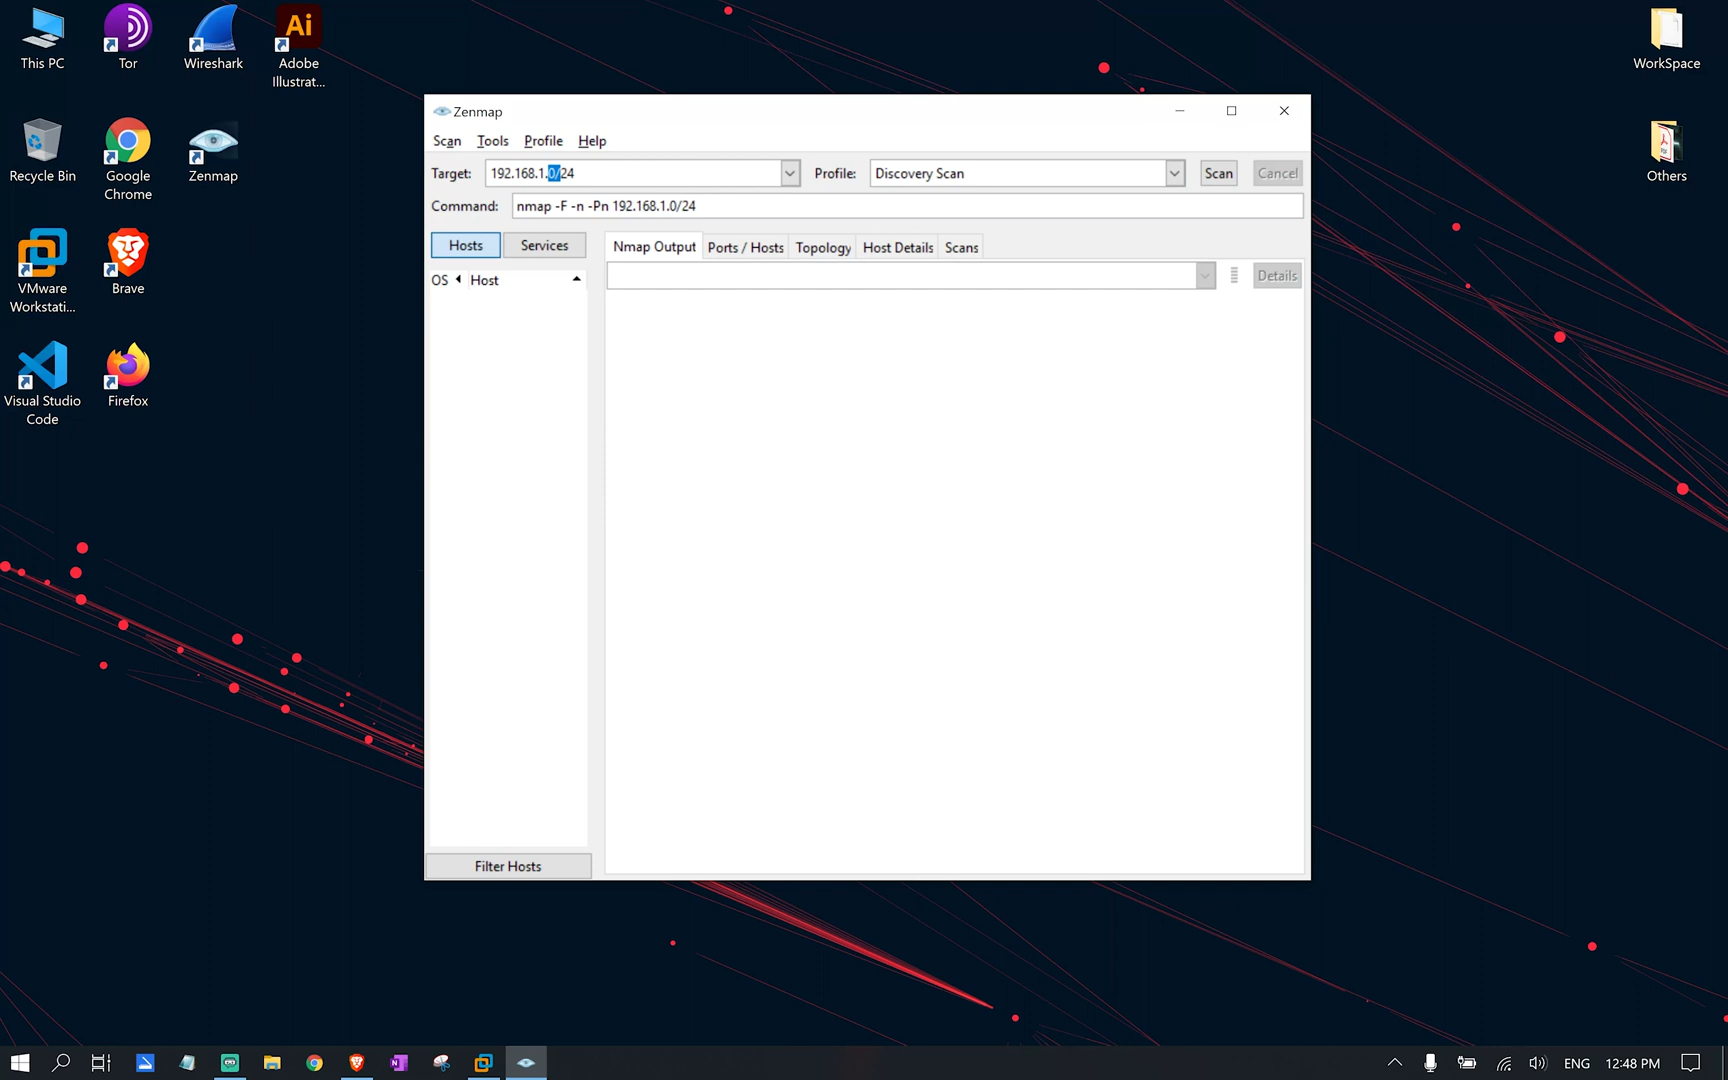 This PC
Tor
Wireshark
Adobe
Illustrat...
WorkSpace
Recycle Bin
Google
Chrome
Zenmap
Others
VMware
Workstati...
Brave
Visual Studio
Code
Firefox
Ai
Zenmap
Scan Tools Profile Help
Target: 192.168.1.0/24 Profile: Discovery Scan Scan Cancel
Command: nmap -F -n -Pn 192.168.1.0/24
Hosts Services Nmap Output Ports / Hosts Topology Host Details Scans
OS Host Details
Filter Hosts
ENG 12:48 PM